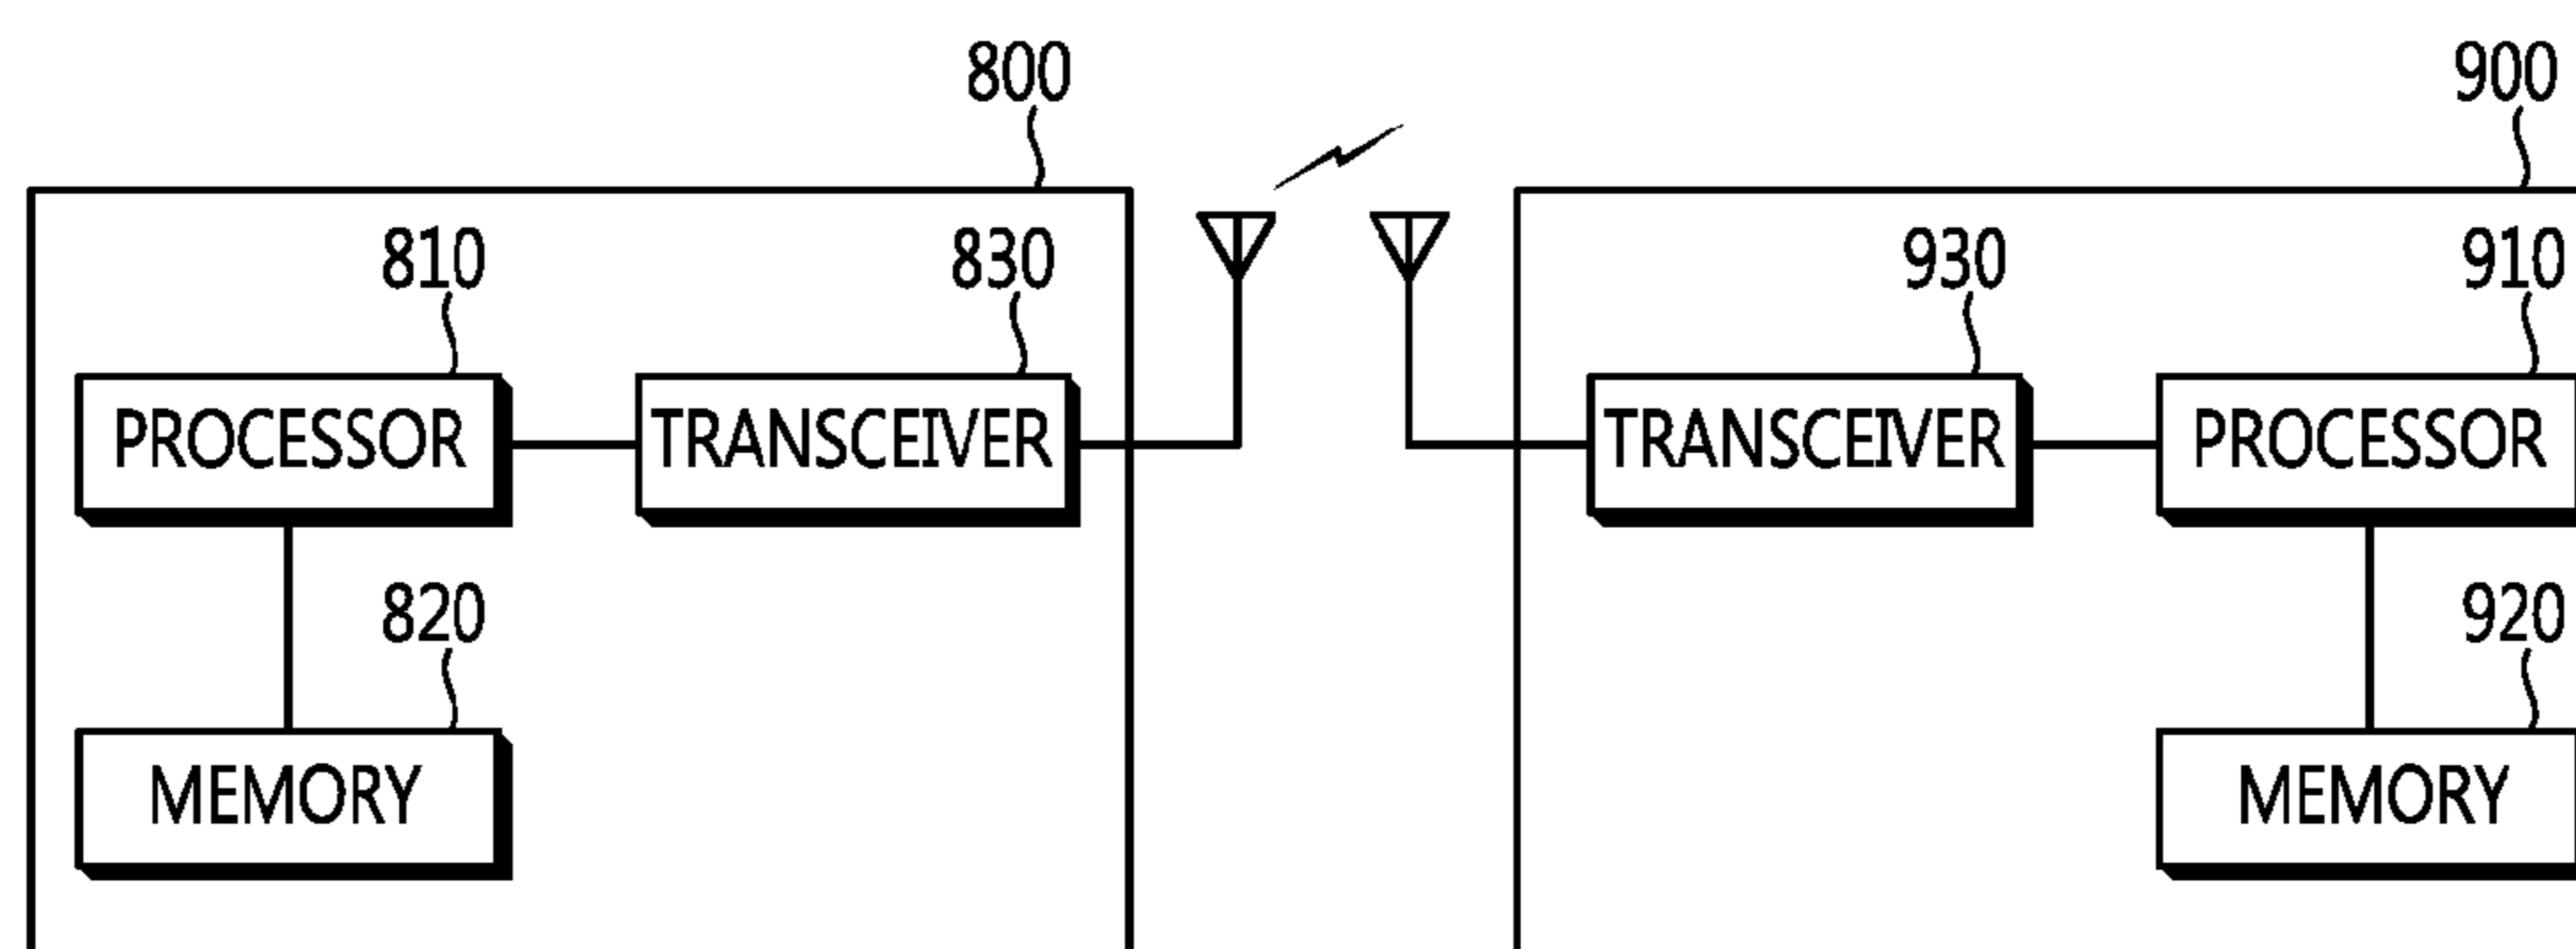 800
900
810
830
930
910
PROCESSOR
TRANSCEIVER
TRANSCEIVER
PROCESSOR
820
920
MEMORY
MEMORY